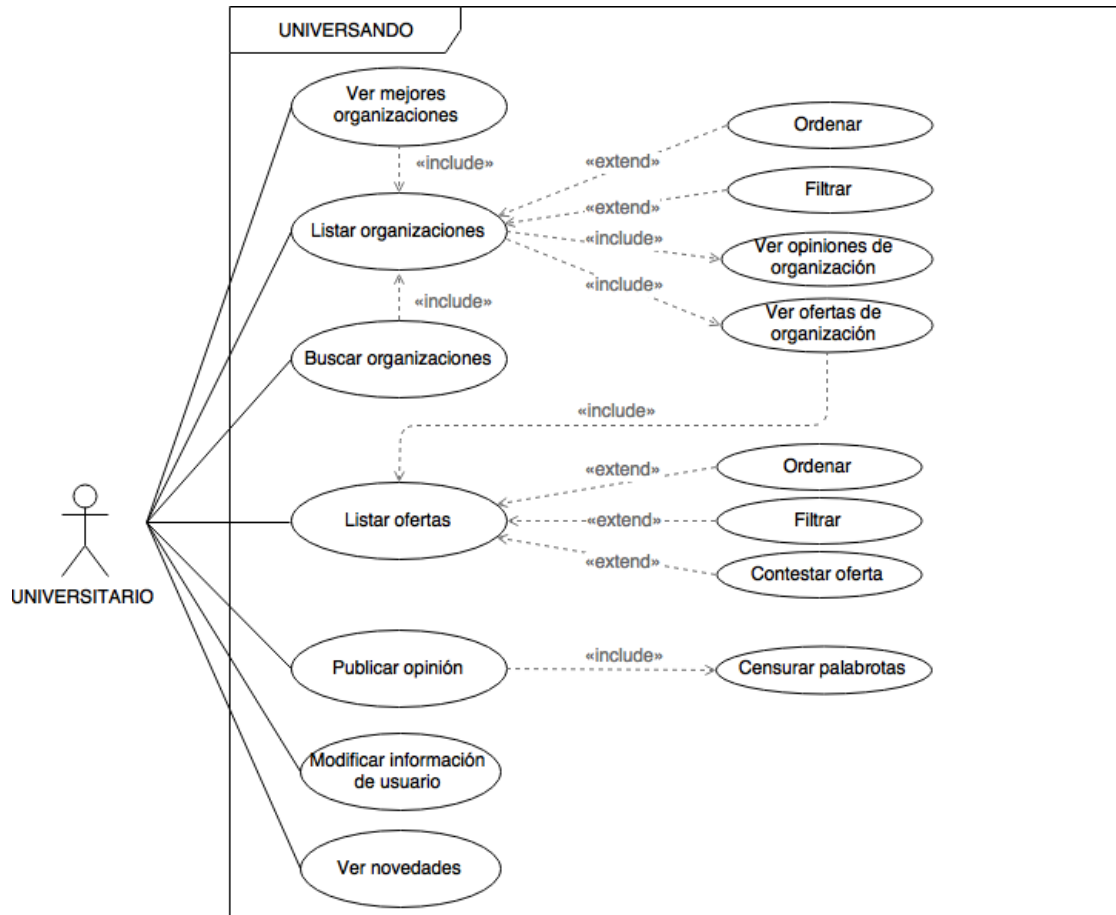 UNIVERSANDO
Ver mejores
organizaciones
Ordenar
«include»
«extend»
Filtrar
«extend»
Listar organizaciones
«include»
Ver opiniones de
organización
«include»
«include»
Ver ofertas de
organización
Buscar organizaciones
«include»
Ordenar
«extend»
Listar ofertas
«extend»
Filtrar
«extend»
Contestar oferta
UNIVERSITARIO
«include»
Publicar opinión
Censurar palabrotas
Modificar información
de usuario
Ver novedades